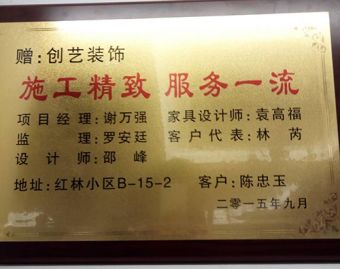 赠:创艺装饰
施工精致 服务一流
项目经理:谢万强 家具设计师:袁高福
监理:罗安廷 客户代表:林芮
设计师:邵峰
地址:红林小区B-15-2 客户:陈忠玉
二零一五年九月